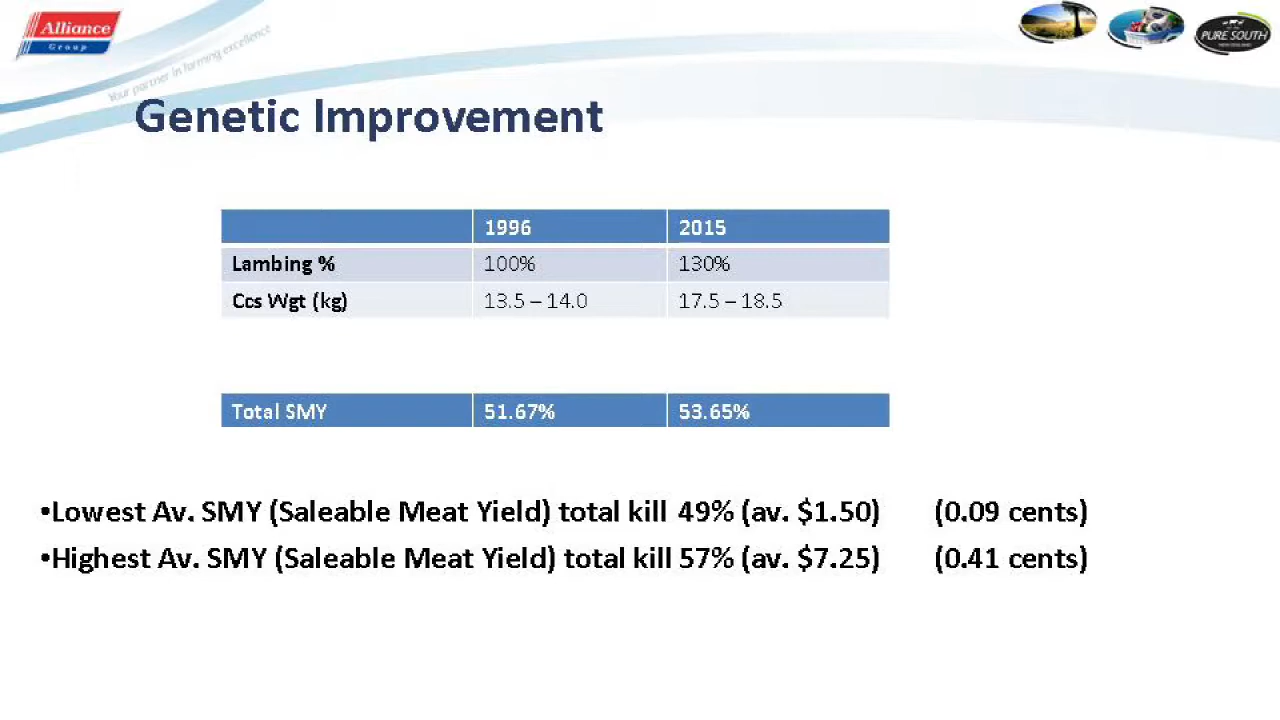 Alliance
Group
Your partner in farming excellence
PURE SOUTH
NEW ZEALAND
Genetic Improvement
1996 2015
Lambing % 100% 130%
Ccs Wgt (kg) 13.5 – 14.0 17.5 – 18.5
Total SMY 51.67% 53.65%
•Lowest Av. SMY (Saleable Meat Yield) total kill 49% (av. $1.50) (0.09 cents)
•Highest Av. SMY (Saleable Meat Yield) total kill 57% (av. $7.25) (0.41 cents)